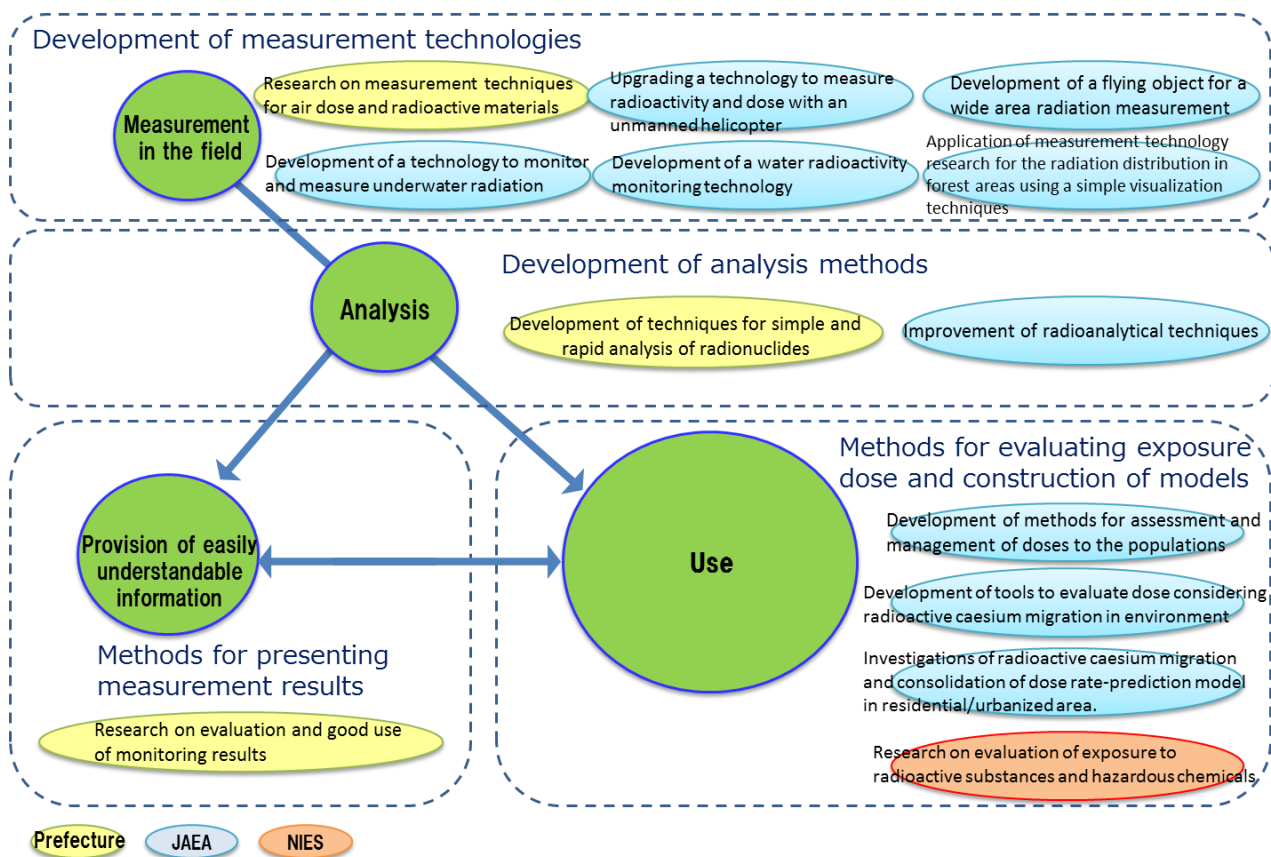 Development of measurement technologies
Measurement
in the field
Research on measurement techniques
for air dose and radioactive materials
Upgrading a technology to measure
radioactivity and dose with an
unmanned helicopter
Development of a flying object for a
wide area radiation measurement
Development of a technology to monitor
and measure underwater radiation
Development of a water radioactivity
monitoring technology
Application of measurement technology
research for the radiation distribution in
forest areas using a simple visualization
techniques
Analysis
Development of analysis methods
Development of techniques for simple and
rapid analysis of radionuclides
Improvement of radioanalytical techniques
Provision of easily
understandable
information
Methods for presenting
measurement results
Research on evaluation and good use
of monitoring results
Use
Methods for evaluating exposure
dose and construction of models
Development of methods for assessment and
management of doses to the populations
Development of tools to evaluate dose considering
radioactive caesium migration in environment
Investigations of radioactive caesium migration
and consolidation of dose rate-prediction model
in residential/urbanized area.
Research on evaluation of exposure to
radioactive substances and hazardous chemicals
Prefecture
JAEA
NIES